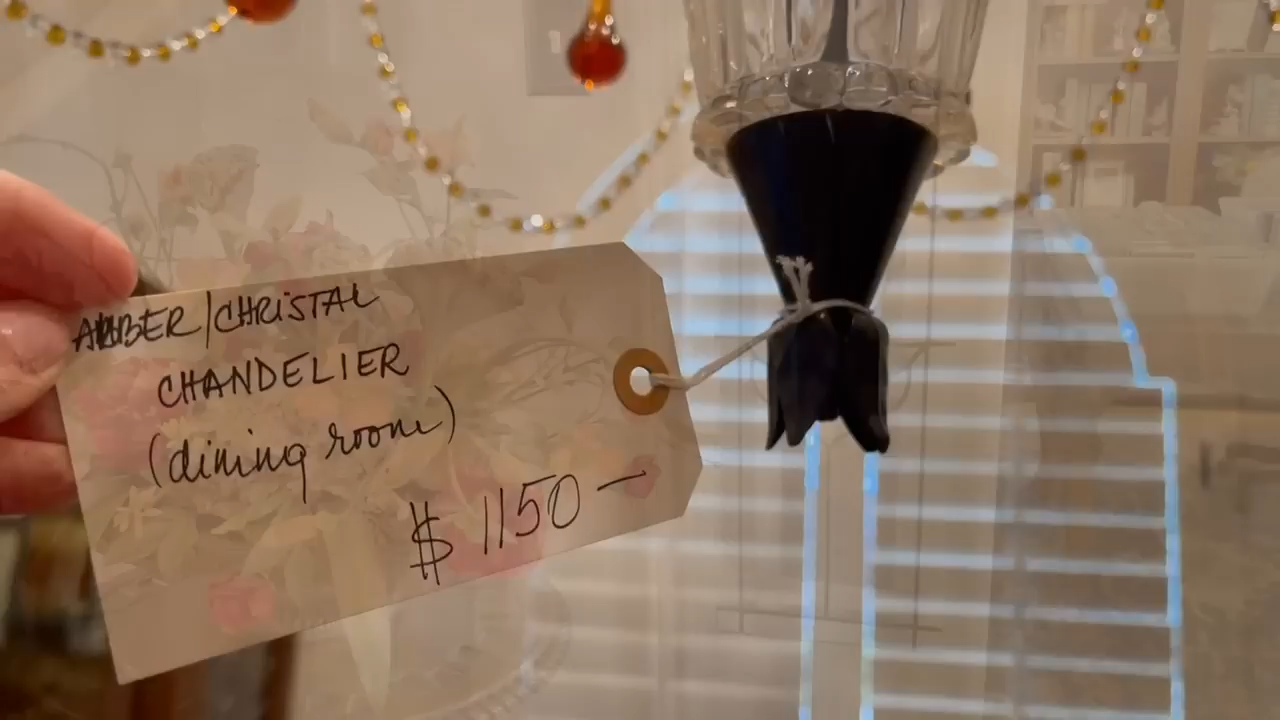 AMBER/CHRISTAL
CHANDELIER
(dining room)
$ 1150 —